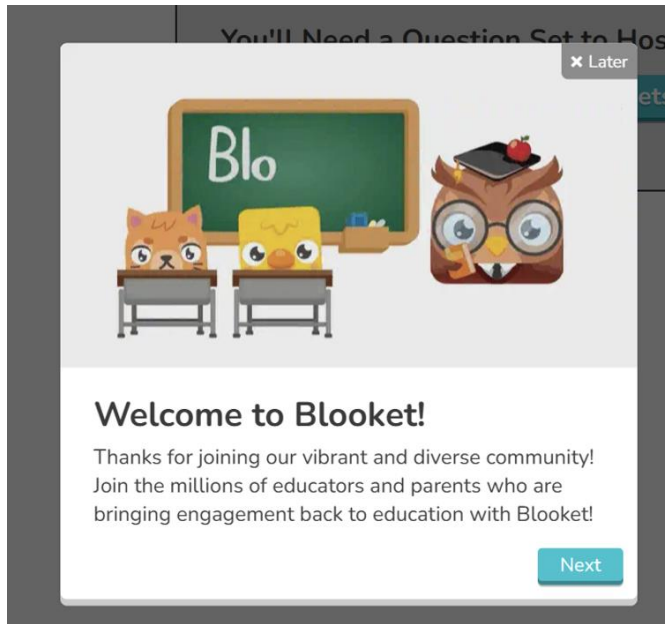 You'll Need a Question Set to Hos
× Later
ets
Blo
Welcome to Blooket!
Thanks for joining our vibrant and diverse community!
Join the millions of educators and parents who are
bringing engagement back to education with Blooket!
Next